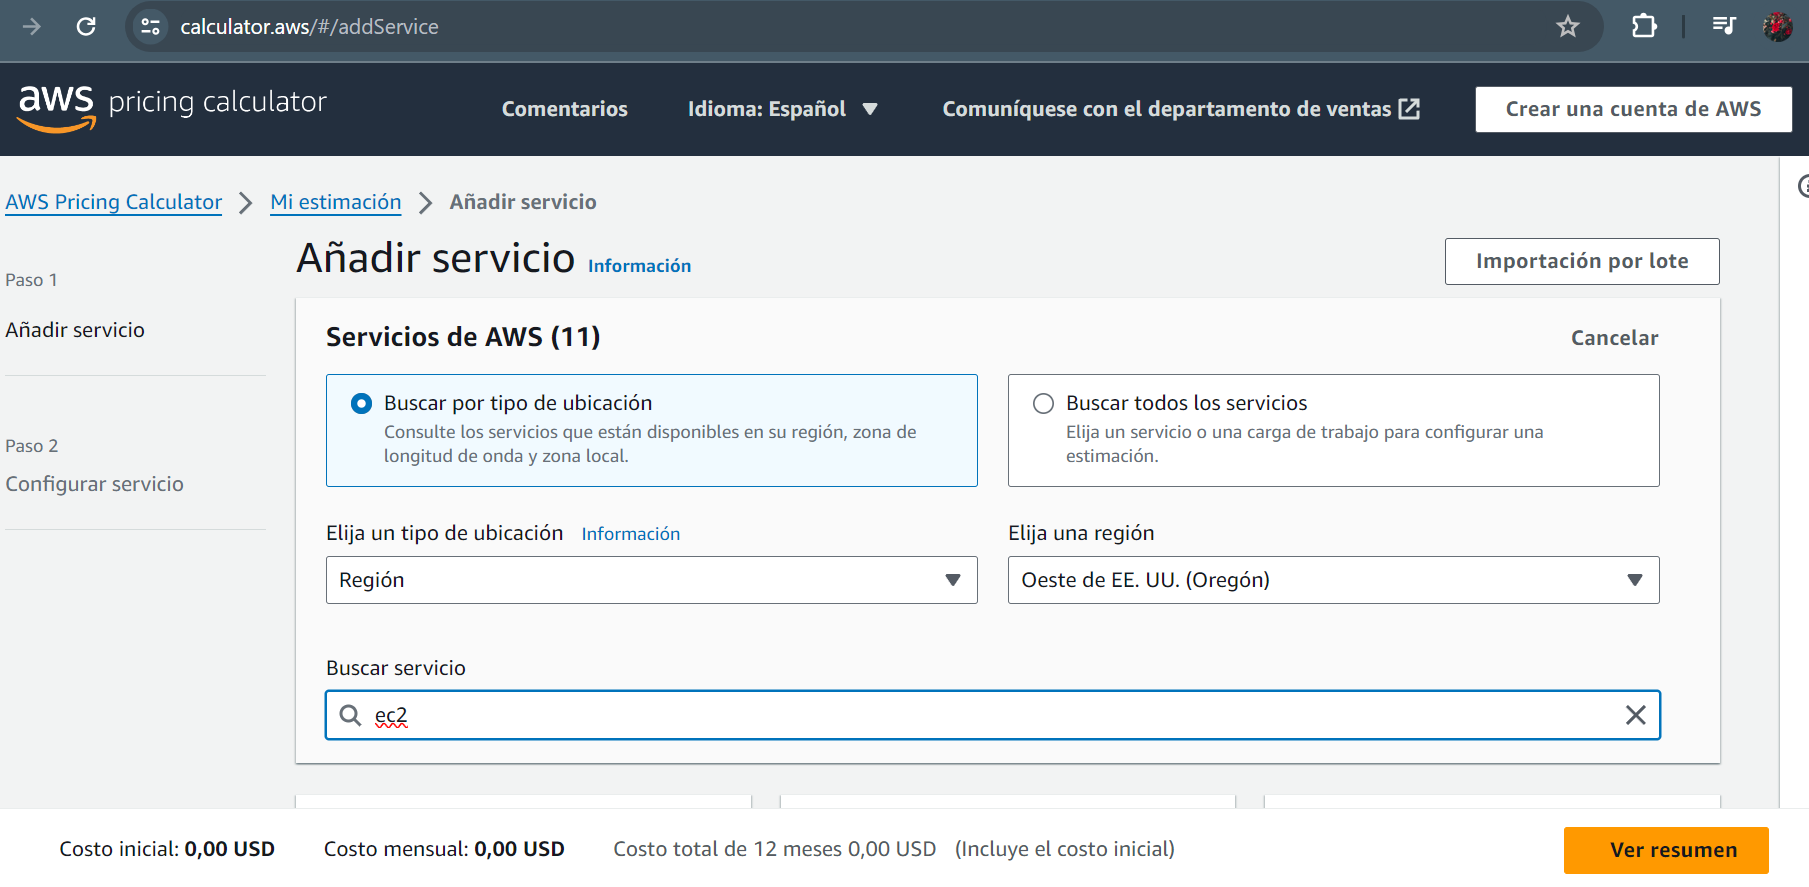 calculator.aws/#/addService
aws pricing calculator
Comentarios
Idioma: Español
Comuníquese con el departamento de ventas
Crear una cuenta de AWS
AWS Pricing Calculator
Mi estimación
Añadir servicio
Paso 1
Añadir servicio
Paso 2
Configurar servicio
Añadir servicio Información
Importación por lote
Servicios de AWS (11)
Cancelar
Buscar por tipo de ubicación
Consulte los servicios que están disponibles en su región, zona de
longitud de onda y zona local.
Buscar todos los servicios
Elija un servicio o una carga de trabajo para configurar una
estimación.
Elija un tipo de ubicación Información
Región
Elija una región
Oeste de EE. UU. (Oregón)
Buscar servicio
ec2
Costo inicial: 0,00 USD
Costo mensual: 0,00 USD
Costo total de 12 meses 0,00 USD (Incluye el costo inicial)
Ver resumen